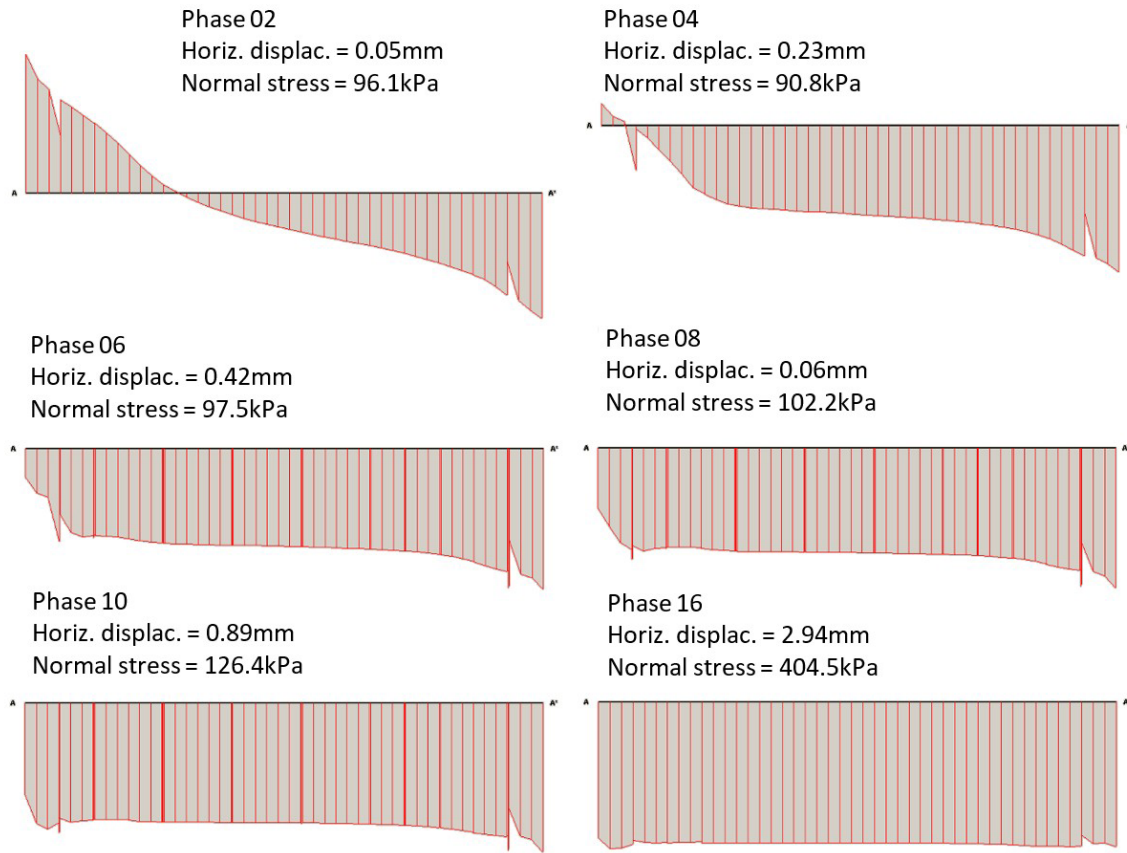 Phase 02
Horiz. displac. = 0.05mm
Normal stress = 96.1kPa
Phase 04
Horiz. displac. = 0.23mm
Normal stress = 90.8kPa
A
A*
A
Phase 06
Horiz. displac. = 0.42mm
Normal stress = 97.5kPa
Phase 08
Horiz. displac. = 0.06mm
Normal stress = 102.2kPa
A
A*
A
A
Phase 10
Horiz. displac. = 0.89mm
Normal stress = 126.4kPa
Phase 16
Horiz. displac. = 2.94mm
Normal stress = 404.5kPa
A
A*
A
A